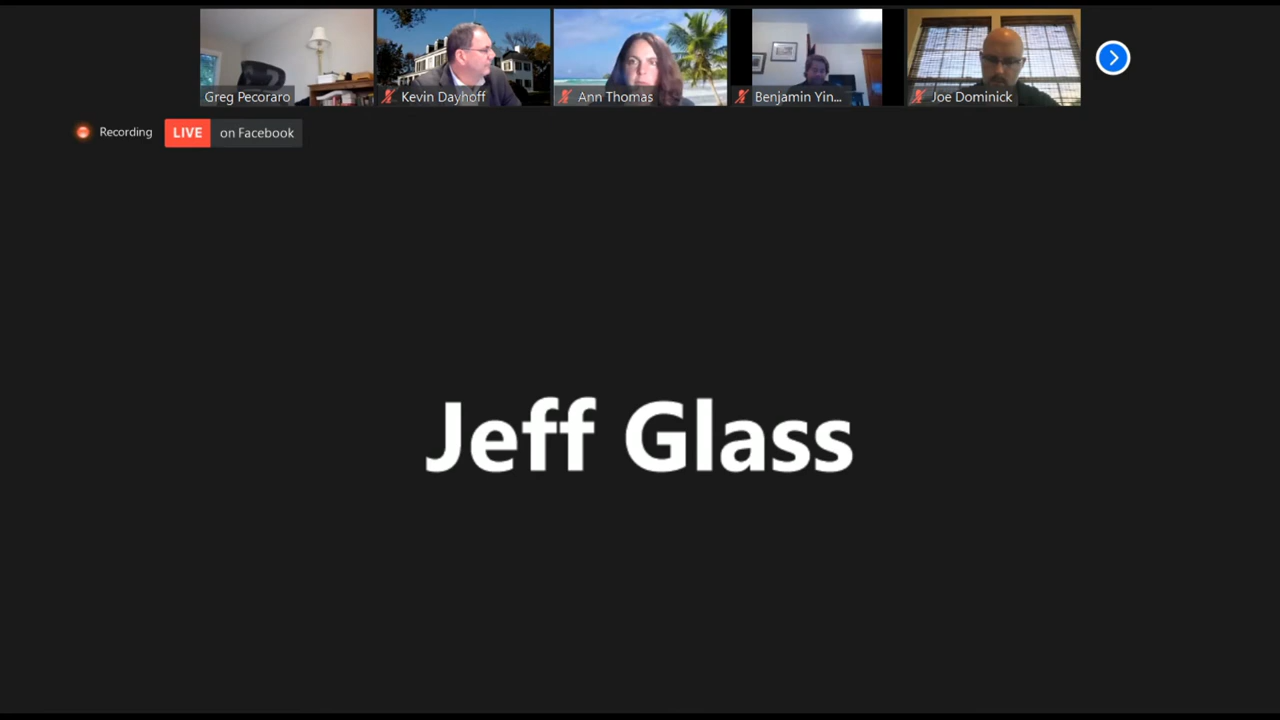 Greg Pecoraro
Kevin Dayhoff
Ann Thomas
Benjamin Yin...
Joe Dominick
Recording
LIVE on Facebook
Jeff Glass